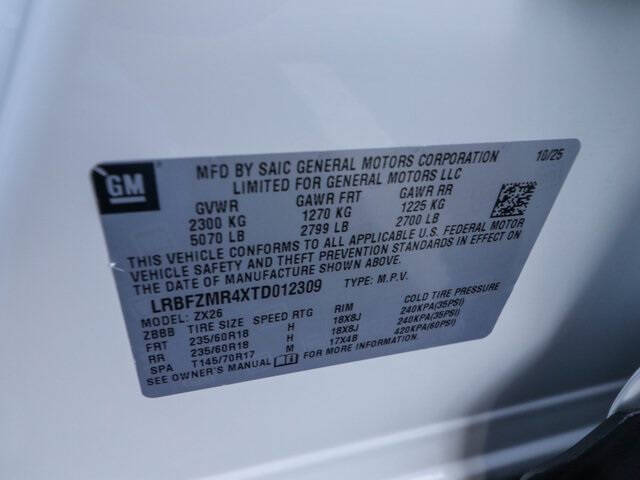 GM
MFD BY SAIC GENERAL MOTORS CORPORATION 10/25
LIMITED FOR GENERAL MOTORS LLC
GVWR GAWR FRT GAWR RR
2300 KG 1270 KG 1225 KG
5070 LB 2799 LB 2700 LB
THIS VEHICLE CONFORMS TO ALL APPLICABLE U.S. FEDERAL MOTOR
VEHICLE SAFETY AND THEFT PREVENTION STANDARDS IN EFFECT ON
THE DATE OF MANUFACTURE SHOWN ABOVE.
LRBFZMR4XTD012309 TYPE: M.P.V.
MODEL: ZX26
ZBBB TIRE SIZE SPEED RTG RIM COLD TIRE PRESSURE
FRT 235/60R18 H 18X8J 240KPA(35PSI)
RR 235/60R18 H 18X8J 240KPA(35PSI)
SPA T145/70R17 M 17X4B 420KPA(60PSI)
SEE OWNER'S MANUAL FOR MORE INFORMATION.